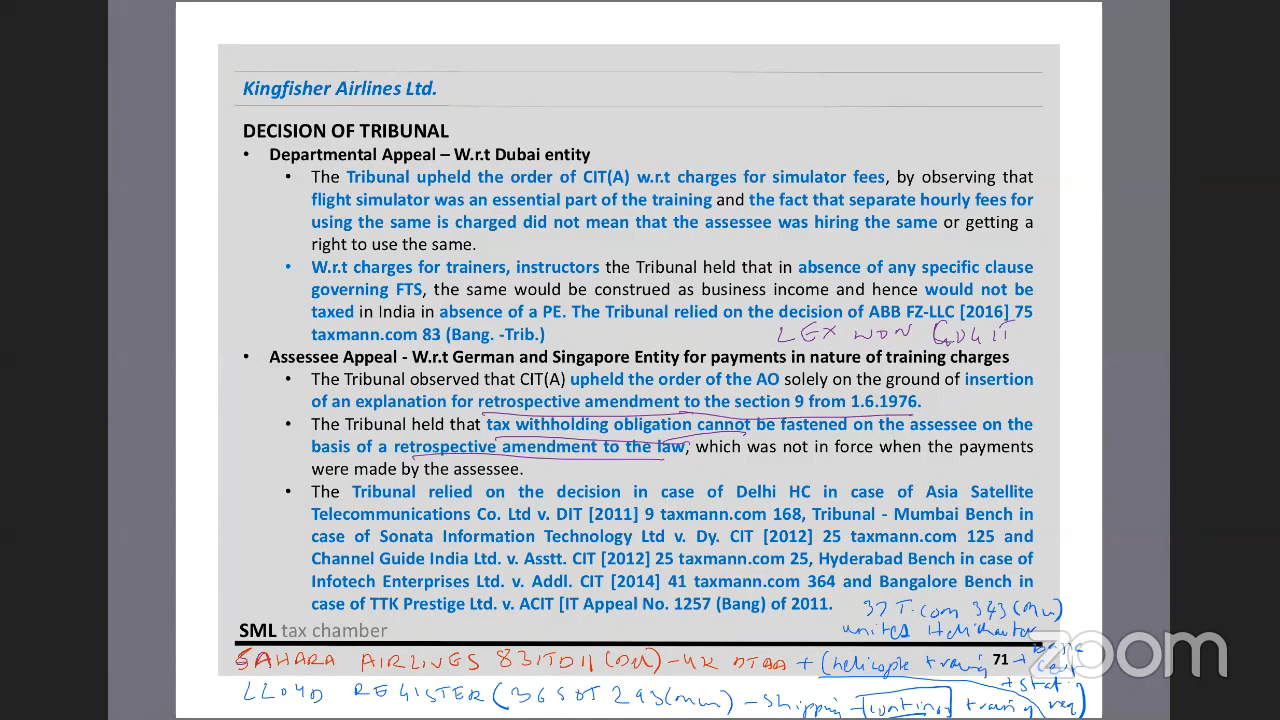 Kingfisher Airlines Ltd.
DECISION OF TRIBUNAL
• Departmental Appeal – W.r.t Dubai entity
• The Tribunal upheld the order of CIT(A) w.r.t charges for simulator fees, by observing that
flight simulator was an essential part of the training and the fact that separate hourly fees for
using the same is charged did not mean that the assessee was hiring the same or getting a
right to use the same.
• W.r.t charges for trainers, instructors the Tribunal held that in absence of any specific clause
governing FTS, the same would be construed as business income and hence would not be
taxed in India in absence of a PE. The Tribunal relied on the decision of ABB FZ-LLC [2016] 75
taxmann.com 83 (Bang. -Trib.)
LEX NON COGIT
• Assessee Appeal - W.r.t German and Singapore Entity for payments in nature of training charges
• The Tribunal observed that CIT(A) upheld the order of the AO solely on the ground of insertion
of an explanation for retrospective amendment to the section 9 from 1.6.1976.
• The Tribunal held that tax withholding obligation cannot be fastened on the assessee on the
basis of a retrospective amendment to the law, which was not in force when the payments
were made by the assessee.
• The Tribunal relied on the decision in case of Delhi HC in case of Asia Satellite
Telecommunications Co. Ltd v. DIT [2011] 9 taxmann.com 168, Tribunal - Mumbai Bench in
case of Sonata Information Technology Ltd v. Dy. CIT [2012] 25 taxmann.com 125 and
Channel Guide India Ltd. v. Asstt. CIT [2012] 25 taxmann.com 25, Hyderabad Bench in case of
Infotech Enterprises Ltd. v. Addl. CIT [2014] 41 taxmann.com 364 and Bangalore Bench in
case of TTK Prestige Ltd. v. ACIT [IT Appeal No. 1257 (Bang) of 2011.
37 T.com 343 (Mum)
United Helicharter
SML tax chamber
71
zoom
SAHARA AIRLINES 83 ITD 11 (Del) – UK DTAA + (helicopter training
LLOYD REGISTER (36 SOT 293 (Mum) – Shipping – training